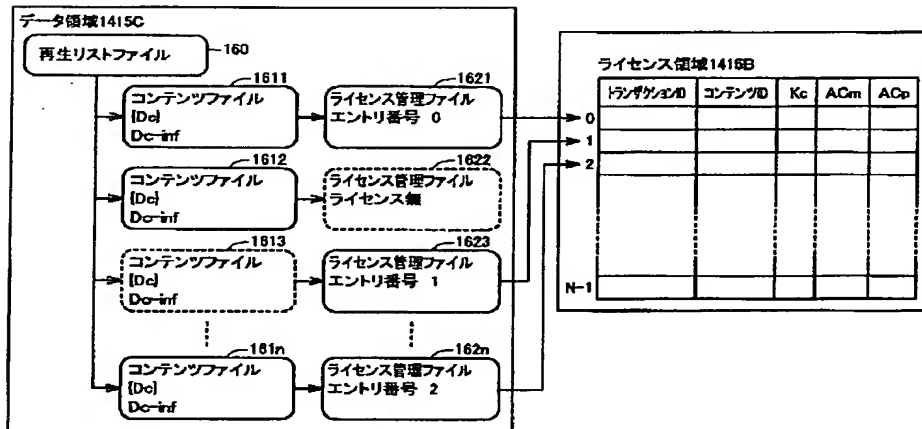 データ領域1415C
再生リストファイル
160
1611
コンテンツファイル
{Dc}
Dc-inf
1621
ライセンス管理ファイル
エントリ番号 0
1612
コンテンツファイル
{Dc}
Dc-inf
1622
ライセンス管理ファイル
ライセンス無
1613
コンテンツファイル
{Dc}
Dc-inf
1623
ライセンス管理ファイル
エントリ番号 1
161n
コンテンツファイル
{Dc}
Dc-inf
162n
ライセンス管理ファイル
エントリ番号 2
ライセンス領域1415B
トランザクションID コンテンツID Kc ACm ACp
0
1
2
N-1